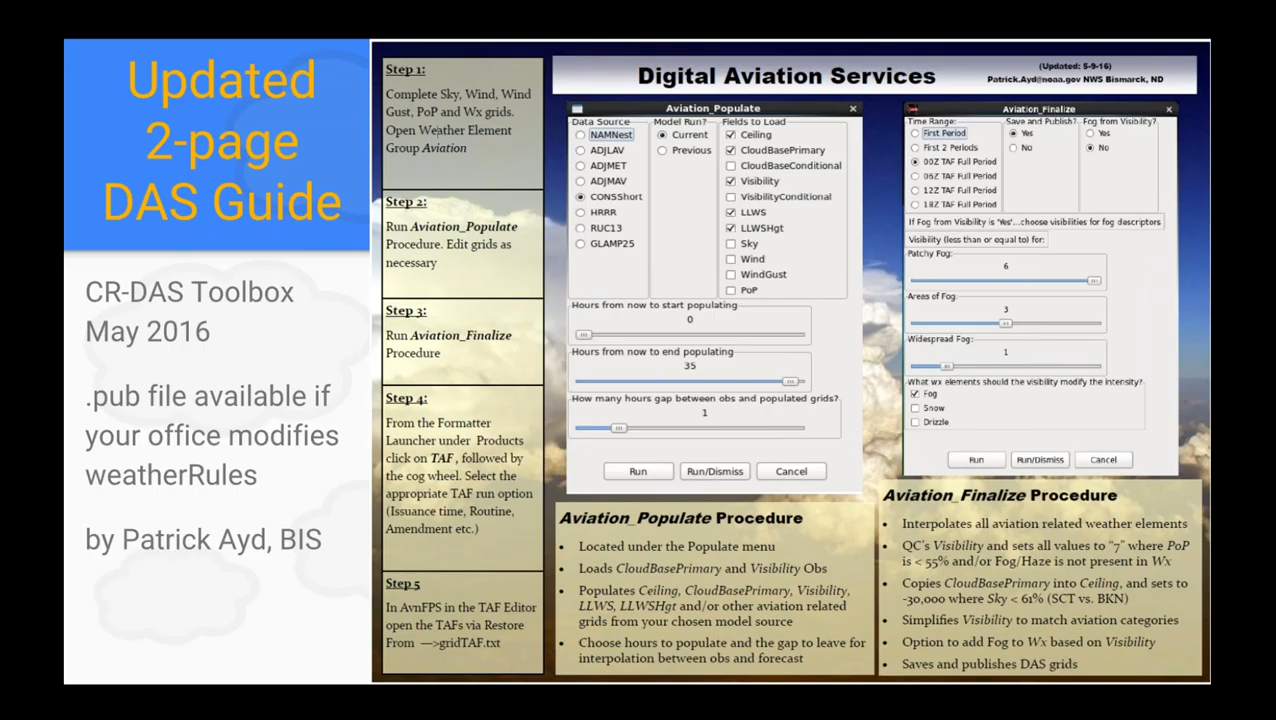 Updated
2-page
DAS Guide
CR-DAS Toolbox
May 2016
.pub file available if
your office modifies
weatherRules
by Patrick Ayd, BIS
Step 1:
Complete Sky, Wind, Wind
Gust, PoP and Wx grids.
Open Weather Element
Group Aviation
Step 2:
Run Aviation_Populate
Procedure. Edit grids as
necessary
Step 3:
Run Aviation_Finalize
Procedure
Step 4:
From the Formatter
Launcher under Products
click on TAF, followed by
the cog wheel. Select the
appropriate TAF run option
(Issuance time, Routine,
Amendment etc.)
Step 5
In AvnFPS in the TAF Editor
open the TAFs via Restore
From —>gridTAF.txt
Digital Aviation Services
(Updated: 5-9-16)
Patrick.Ayd@noaa.gov NWS Bismarck, ND
Aviation_Populate
Data Source
NAMNest
ADJLAV
ADJMET
ADJMAV
CONSShort
HRRR
RUC13
GLAMP25
Model Run?
Current
Previous
Fields to Load
Ceiling
CloudBasePrimary
CloudBaseConditional
Visibility
VisibilityConditional
LLWS
LLWSHgt
Sky
Wind
WindGust
PoP
Hours from now to start populating
0
Hours from now to end populating
35
How many hours gap between obs and populated grids?
1
Run Run/Dismiss Cancel
Aviation_Finalize
Time Range:
First Period
First 2 Periods
00Z TAF Full Period
06Z TAF Full Period
12Z TAF Full Period
18Z TAF Full Period
Save and Publish?
Yes
No
Fog from Visibility?
Yes
No
If Fog from Visibility is 'Yes'...choose visibilities for fog descriptors
Visibility (less than or equal to) for:
Patchy Fog:
6
Areas of Fog:
3
Widespread Fog:
1
What wx elements should the visibility modify the intensity?
Fog
Snow
Drizzle
Run Run/Dismiss Cancel
Aviation_Populate Procedure
• Located under the Populate menu
• Loads CloudBasePrimary and Visibility Obs
• Populates Ceiling, CloudBasePrimary, Visibility,
LLWS, LLWSHgt and/or other aviation related
grids from your chosen model source
• Choose hours to populate and the gap to leave for
interpolation between obs and forecast
Aviation_Finalize Procedure
• Interpolates all aviation related weather elements
• QC's Visibility and sets all values to "7" where PoP
is < 55% and/or Fog/Haze is not present in Wx
• Copies CloudBasePrimary into Ceiling, and sets to
-30,000 where Sky < 61% (SCT vs. BKN)
• Simplifies Visibility to match aviation categories
• Option to add Fog to Wx based on Visibility
• Saves and publishes DAS grids